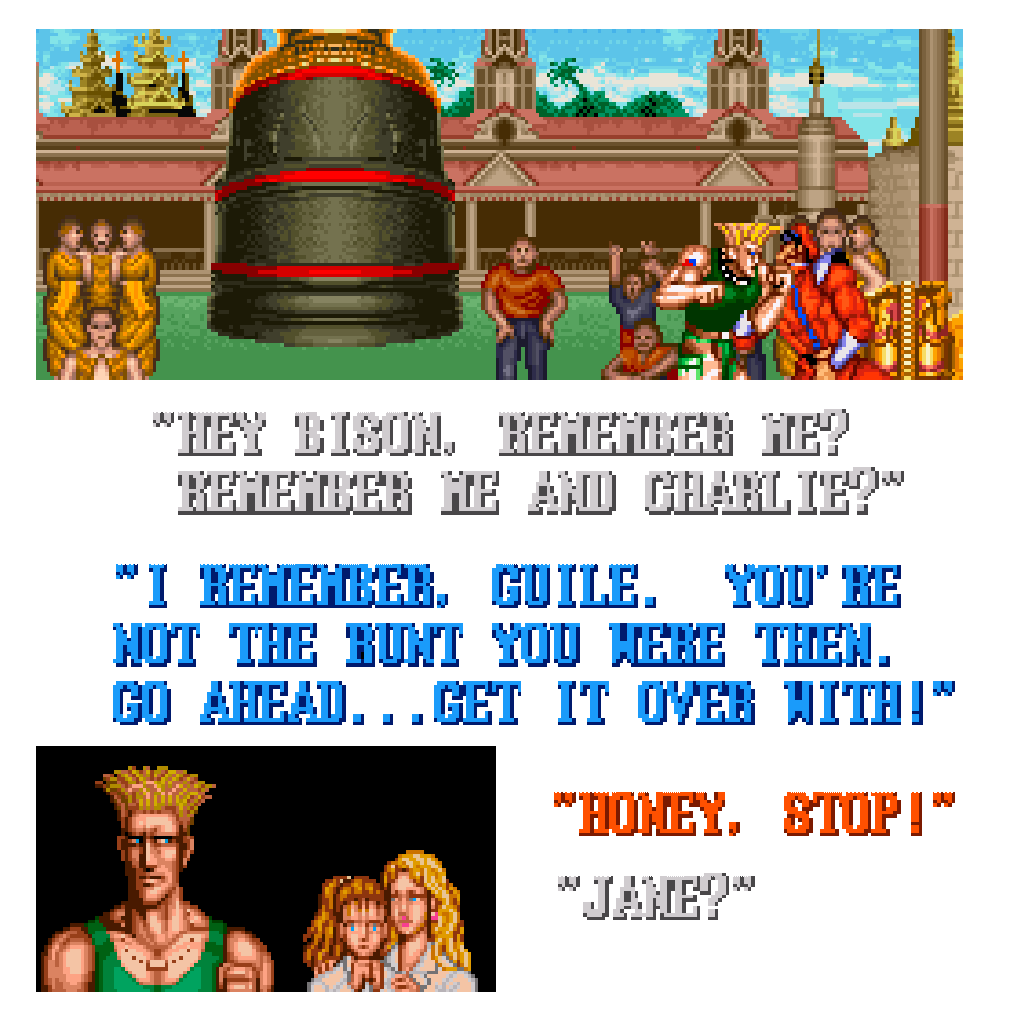 "HEY BISON, REMEMBER ME?
REMEMBER ME AND CHARLIE?"
"I REMEMBER, GUILE. YOU'RE
NOT THE RUNT YOU WERE THEN.
GO AHEAD...GET IT OVER WITH!"
"HONEY, STOP!"
"JANE?"